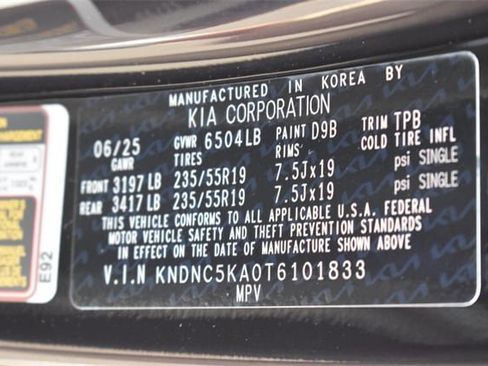 MANUFACTURED IN KOREA BY
KIA CORPORATION
06/25 GVWR 6504LB PAINT D9B TRIM TPB
GAWR TIRES RIMS COLD TIRE INFL
FRONT 3197 LB 235/55R19 7.5Jx19 psi SINGLE
REAR 3417 LB 235/55R19 7.5Jx19 psi SINGLE
THIS VEHICLE CONFORMS TO ALL APPLICABLE U.S.A. FEDERAL
MOTOR VEHICLE SAFETY AND THEFT PREVENTION STANDARDS
IN EFFECT ON THE DATE OF MANUFACTURE SHOWN ABOVE
V.I.N KNDNC5KA0T6101833
MPV
E92